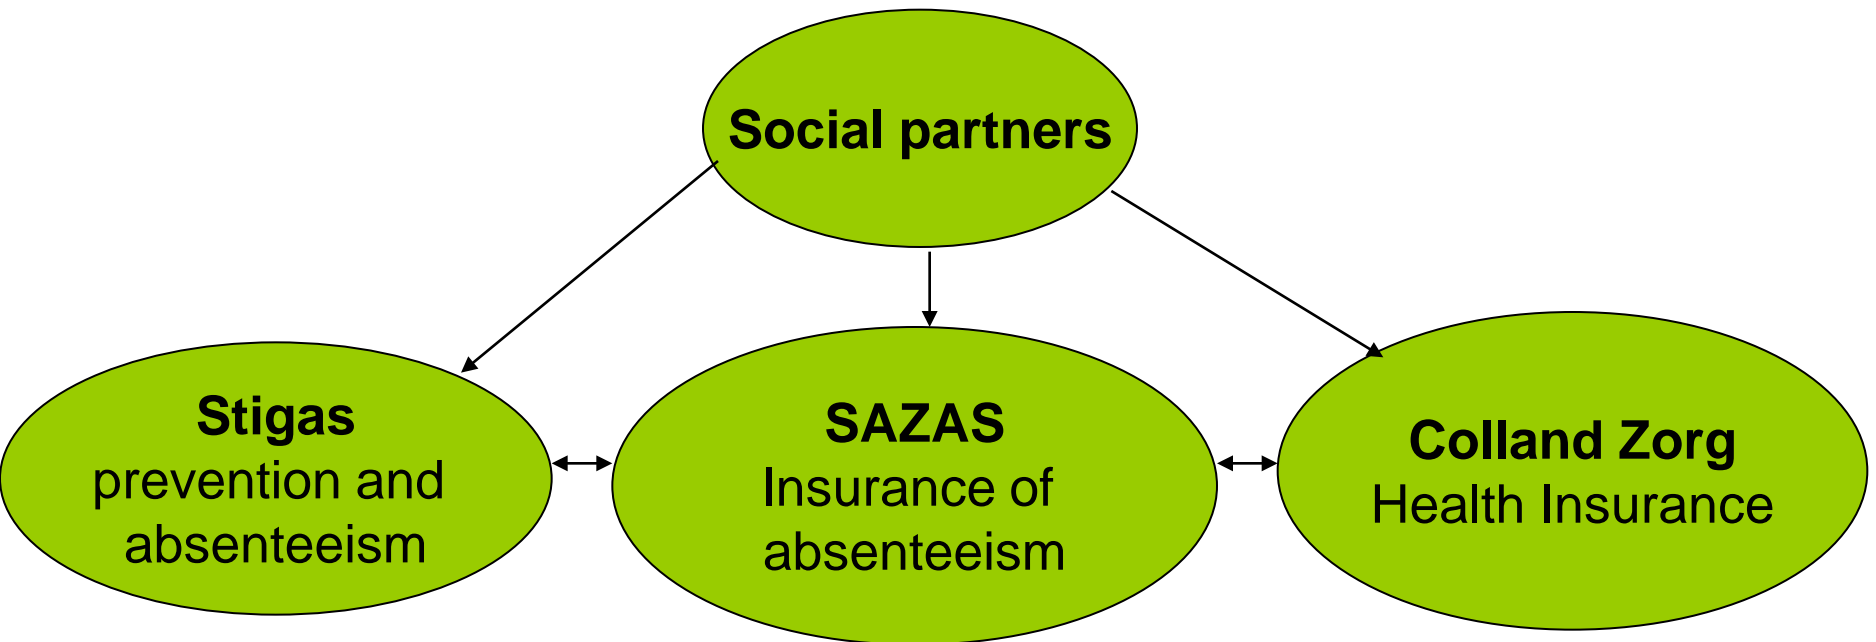 Social partners
Stigas
prevention and
absenteeism
SAZAS
Insurance of
absenteeism
Colland Zorg
Health Insurance